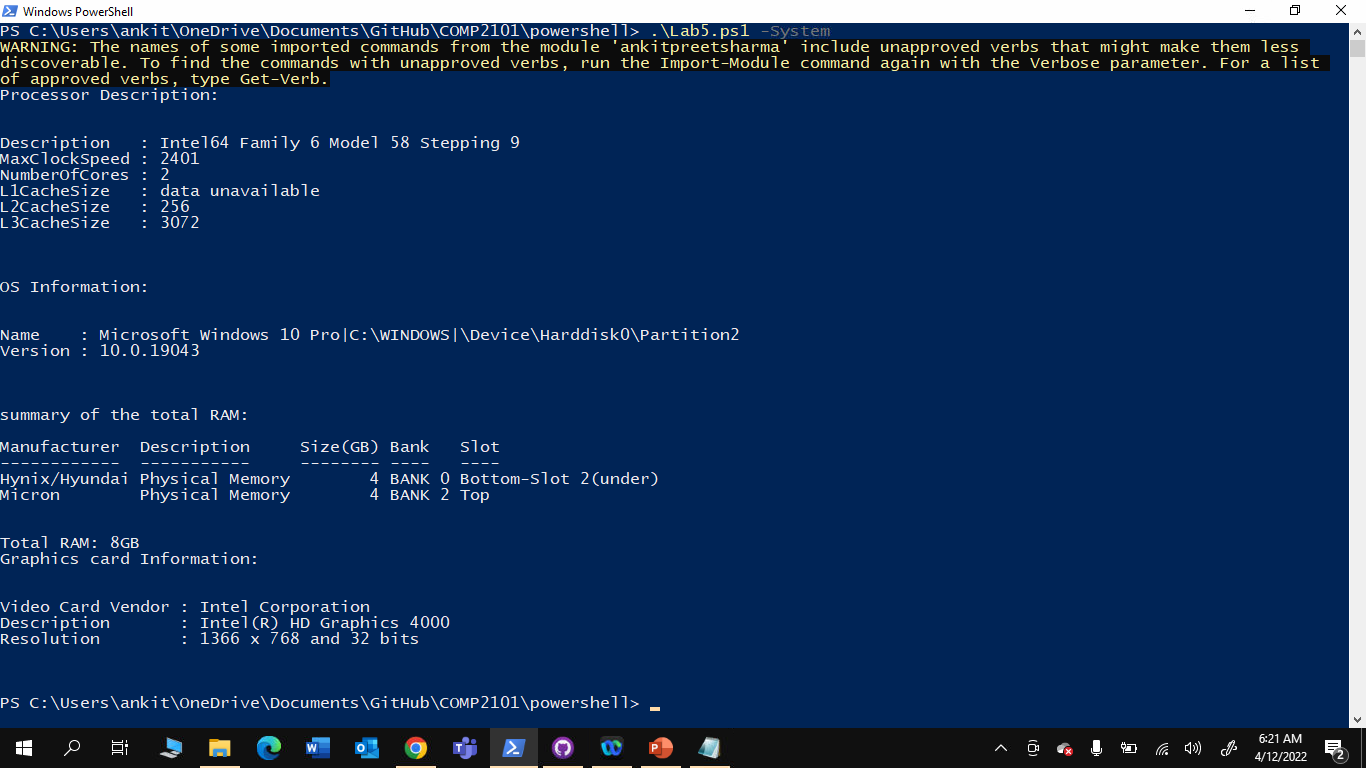 Windows PowerShell
PS C:\Users\ankit\OneDrive\Documents\GitHub\COMP2101\powershell> .\Lab5.ps1 -System
WARNING: The names of some imported commands from the module 'ankitpreetsharma' include unapproved verbs that might make them less
discoverable. To find the commands with unapproved verbs, run the Import-Module command again with the Verbose parameter. For a list
of approved verbs, type Get-Verb.
Processor Description:
Description   : Intel64 Family 6 Model 58 Stepping 9
MaxClockSpeed : 2401
NumberOfCores : 2
L1CacheSize   : data unavailable
L2CacheSize   : 256
L3CacheSize   : 3072
OS Information:
Name    : Microsoft Windows 10 Pro|C:\WINDOWS|\Device\Harddisk0\Partition2
Version : 10.0.19043
summary of the total RAM:
Manufacturer  Description     Size(GB) Bank   Slot
------------  -----------     -------- ----   ----
Hynix/Hyundai Physical Memory        4 BANK 0 Bottom-Slot 2(under)
Micron        Physical Memory        4 BANK 2 Top
Total RAM: 8GB
Graphics card Information:
Video Card Vendor : Intel Corporation
Description       : Intel(R) HD Graphics 4000
Resolution        : 1366 x 768 and 32 bits
PS C:\Users\ankit\OneDrive\Documents\GitHub\COMP2101\powershell>
6:21 AM
4/12/2022
2